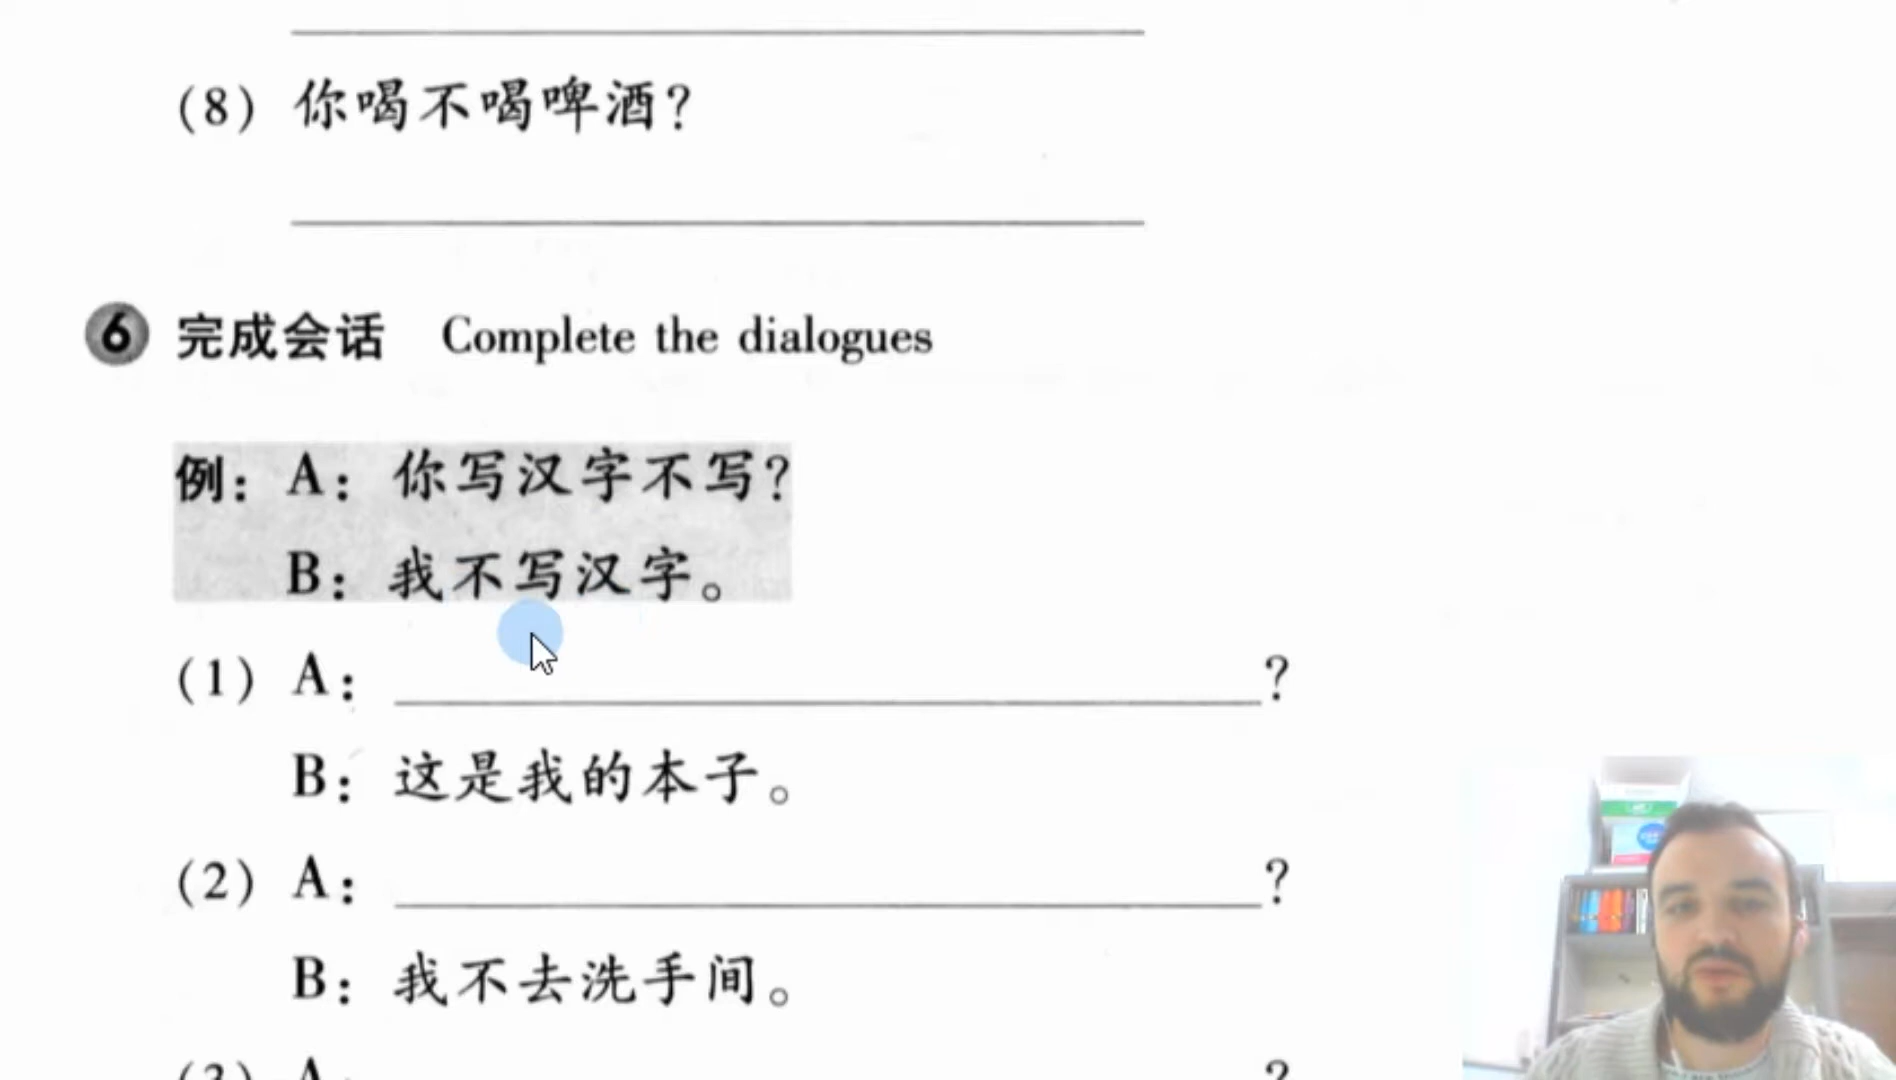 (8) 你喝不喝啤酒?
6 完成会话 Complete the dialogues
例: A: 你写汉字不写?
B: 我不写汉字。
(1) A: ?
B: 这是我的本子。
(2) A: ?
B: 我不去洗手间。
(3) A: ?